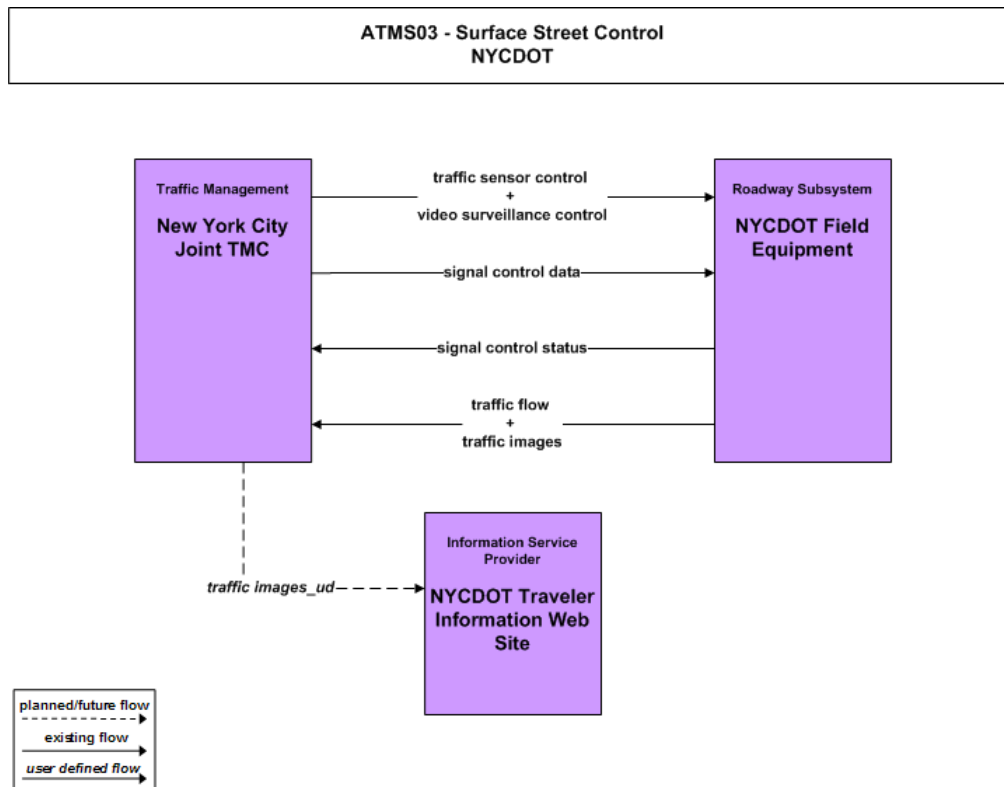 ATMS03 - Surface Street Control
NYCDOT
Traffic Management
New York City
Joint TMC
traffic sensor control
+
video surveillance control
signal control data
signal control status
traffic flow
+
traffic images
Roadway Subsystem
NYCDOT Field
Equipment
traffic images_ud
Information Service
Provider
NYCDOT Traveler
Information Web
Site
planned/future flow
existing flow
user defined flow